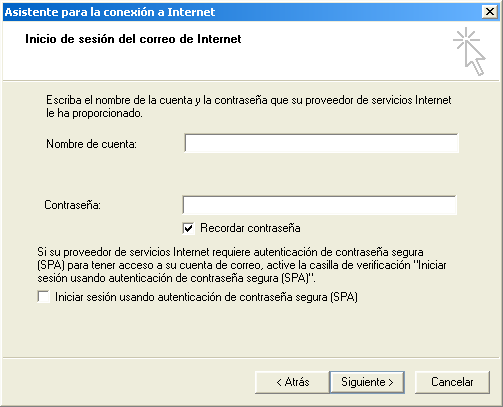 Asistente para la conexión a Internet
Inicio de sesión del correo de Internet
Escriba el nombre de la cuenta y la contraseña que su proveedor de servicios Internet
le ha proporcionado.
Nombre de cuenta:
Contraseña:
Recordar contraseña
Si su proveedor de servicios Internet requiere autenticación de contraseña segura
(SPA) para tener acceso a su cuenta de correo, active la casilla de verificación "Iniciar
sesión usando autenticación de contraseña segura (SPA)".
Iniciar sesión usando autenticación de contraseña segura (SPA)
< Atrás
Siguiente >
Cancelar